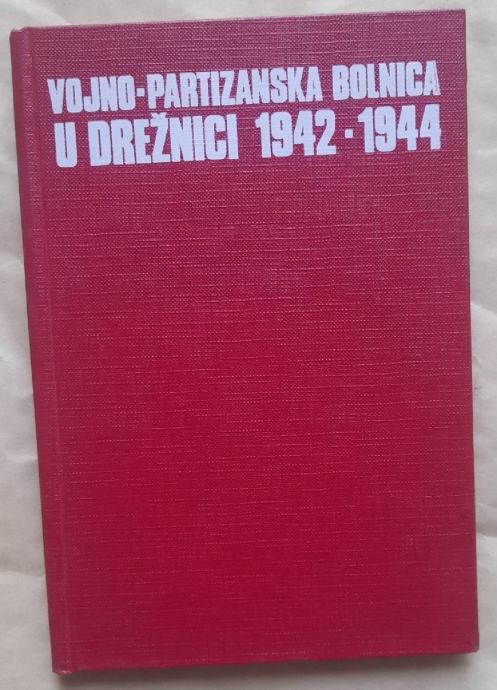 VOJNO-PARTIZANSKA BOLNICA
U DREŽNICI 1942-1944